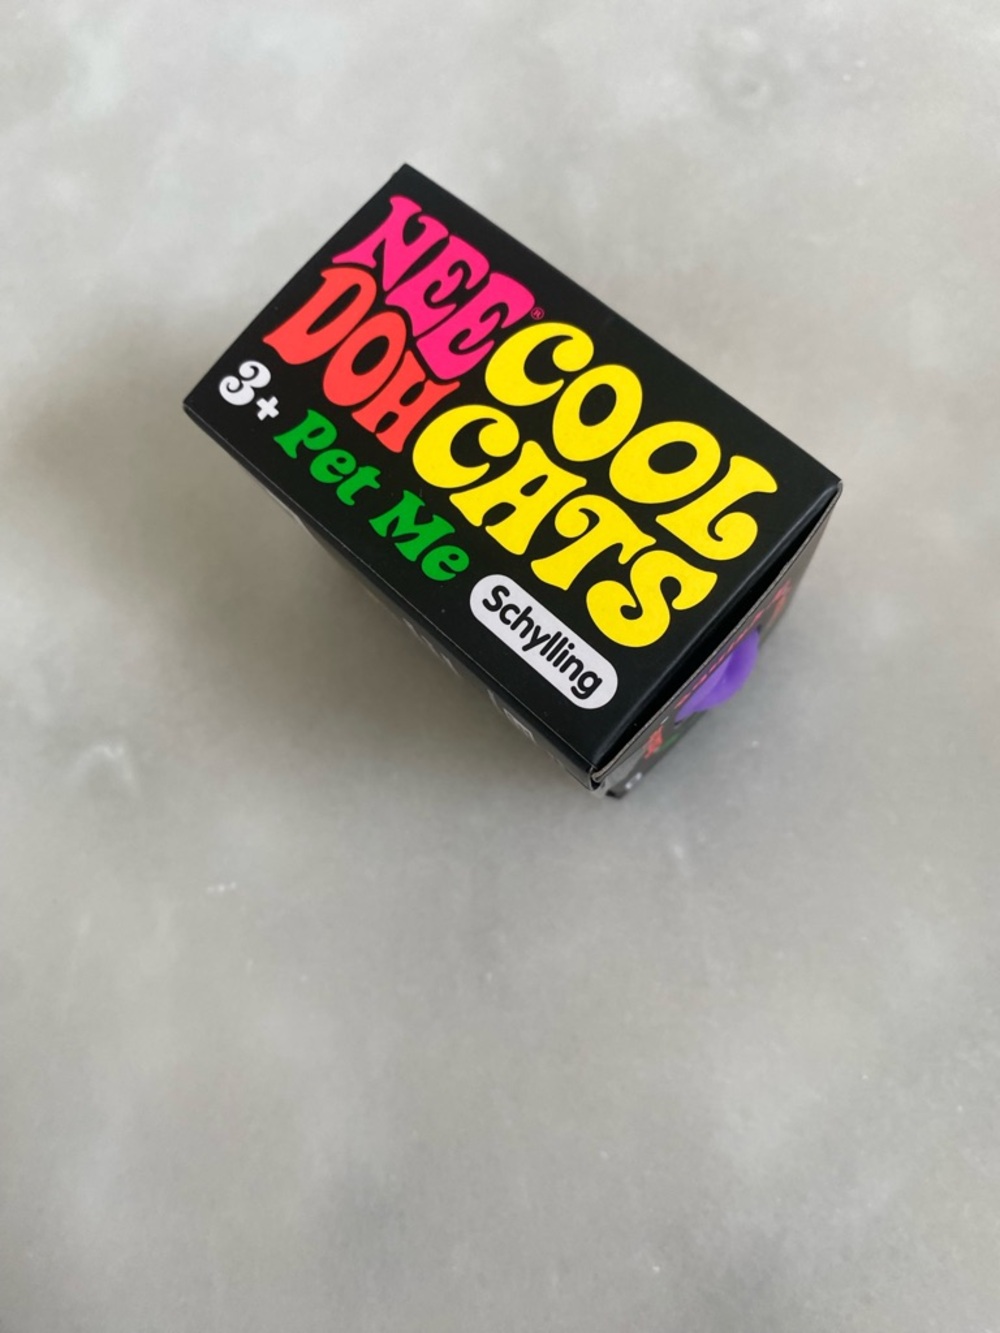 NEE
DOH®
COOL
CATS
3+ Pet Me
Schylling